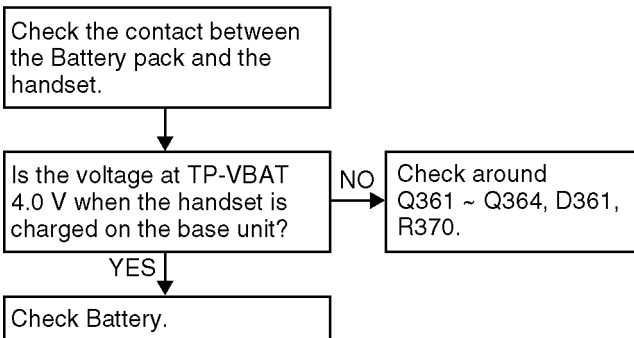 Check the contact between
the Battery pack and the
handset.
Is the voltage at TP-VBAT
4.0 V when the handset is
charged on the base unit?
NO
Check around
Q361 ~ Q364, D361,
R370.
YES
Check Battery.